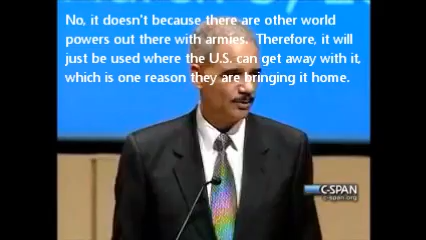 No, it doesn't because there are other world
powers out there with armies.  Therefore, it will
just be used where the U.S. can get away with it,
which is one reason they are bringing it home.
C-SPAN
c-span.org